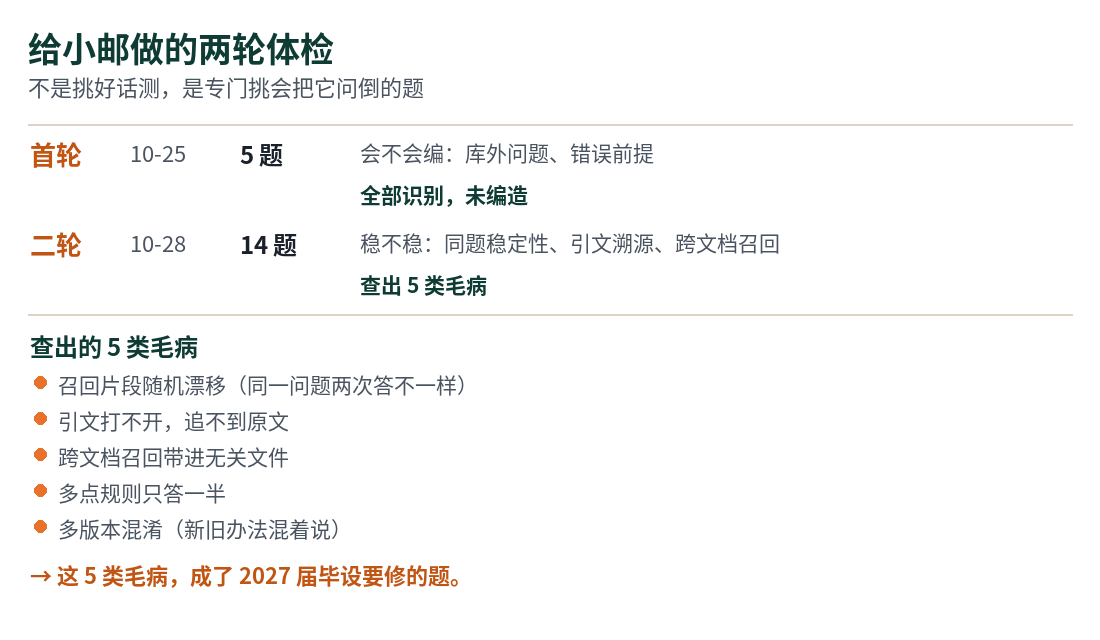 给小邮做的两轮体检
不是挑好话测，是专门挑会把它问倒的题
首轮 10-25 5 题 会不会编：库外问题、错误前提
全部识别，未编造
二轮 10-28 14 题 稳不稳：同题稳定性、引文溯源、跨文档召回
查出 5 类毛病
查出的 5 类毛病
召回片段随机漂移（同一问题两次答不一样）
引文打不开，追不到原文
跨文档召回带进无关文件
多点规则只答一半
多版本混淆（新旧办法混着说）
→ 这 5 类毛病，成了 2027 届毕设要修的题。